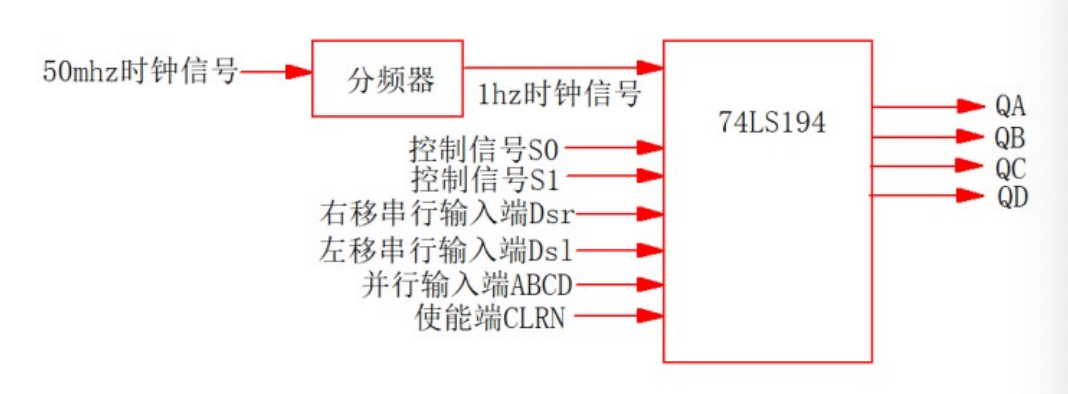 50mhz时钟信号
分频器
1hz时钟信号
74LS194
控制信号S0
控制信号S1
右移串行输入端Dsr
左移串行输入端Dsl
并行输入端ABCD
使能端CLRN
QA
QB
QC
QD